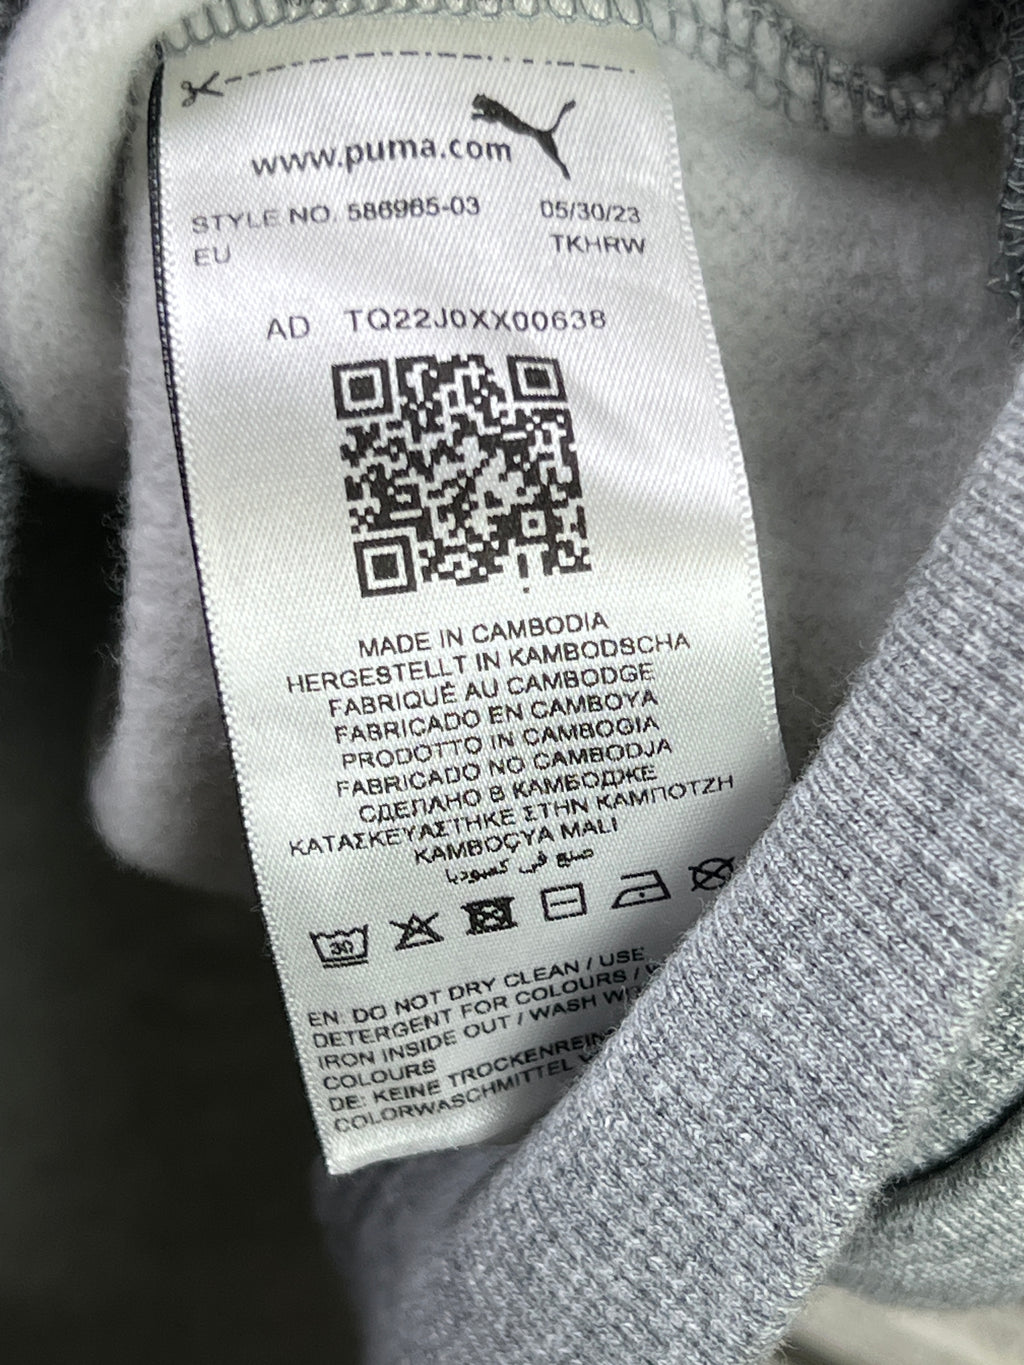 www.puma.com
STYLE NO. 586985-03 05/30/23
EU TKHRW
AD TQ22J0XX00638
MADE IN CAMBODIA
HERGESTELLT IN KAMBODSCHA
FABRIQUÉ AU CAMBODGE
FABRICADO EN CAMBOYA
PRODOTTO IN CAMBOGIA
FABRICADO NO CAMBODJA
СДЕЛАНО В КАМБОДЖЕ
ΚΑΤΑΣΚΕΥΑΣΤΗΚΕ ΣΤΗΝ ΚΑΜΠΟΤΖΗ
KAMBOÇYA MALI
صنع في كمبوديا
30
EN: DO NOT DRY CLEAN / USE
DETERGENT FOR COLOURS /
IRON INSIDE OUT / WASH
COLOURS
DE: KEINE
COLORWASCHMITTEL